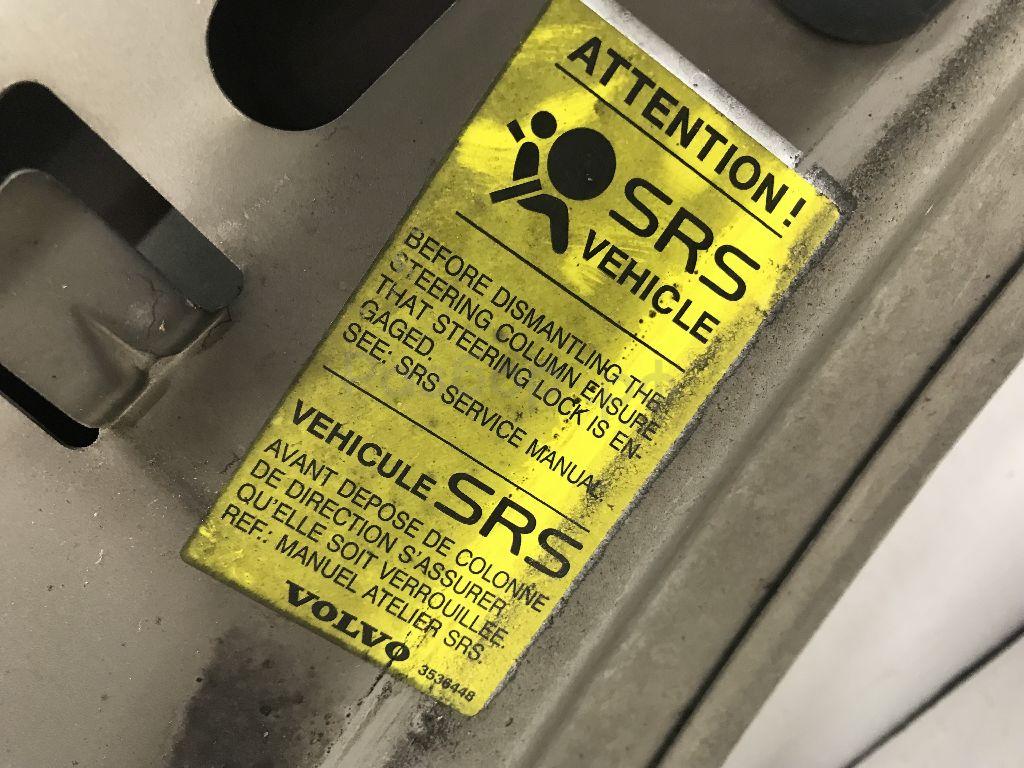 ATTENTION!
SRS
VEHICLE
BEFORE DISMANTLING THE
STEERING COLUMN ENSURE
THAT STEERING LOCK IS EN-
GAGED.
SEE: SRS SERVICE MANUAL
VEHICULE SRS
AVANT DEPOSE DE COLONNE
DE DIRECTION S'ASSURER
QU'ELLE SOIT VERROUILLEE
REF.: MANUEL ATELIER SRS.
VOLVO
3536448